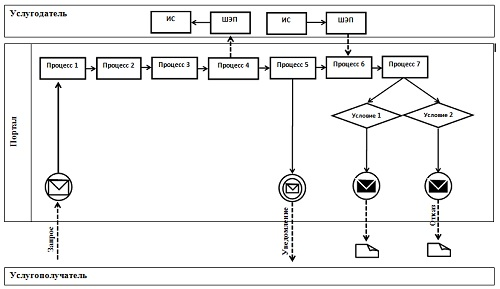 Услугодатель
ИС
ШЭП
ИС
ШЭП
Портал
Процесс 1
Процесс 2
Процесс 3
Процесс 4
Процесс 5
Процесс 6
Процесс 7
Условие 1
Условие 2
Запрос
Уведомление
Отказ
Услугополучатель